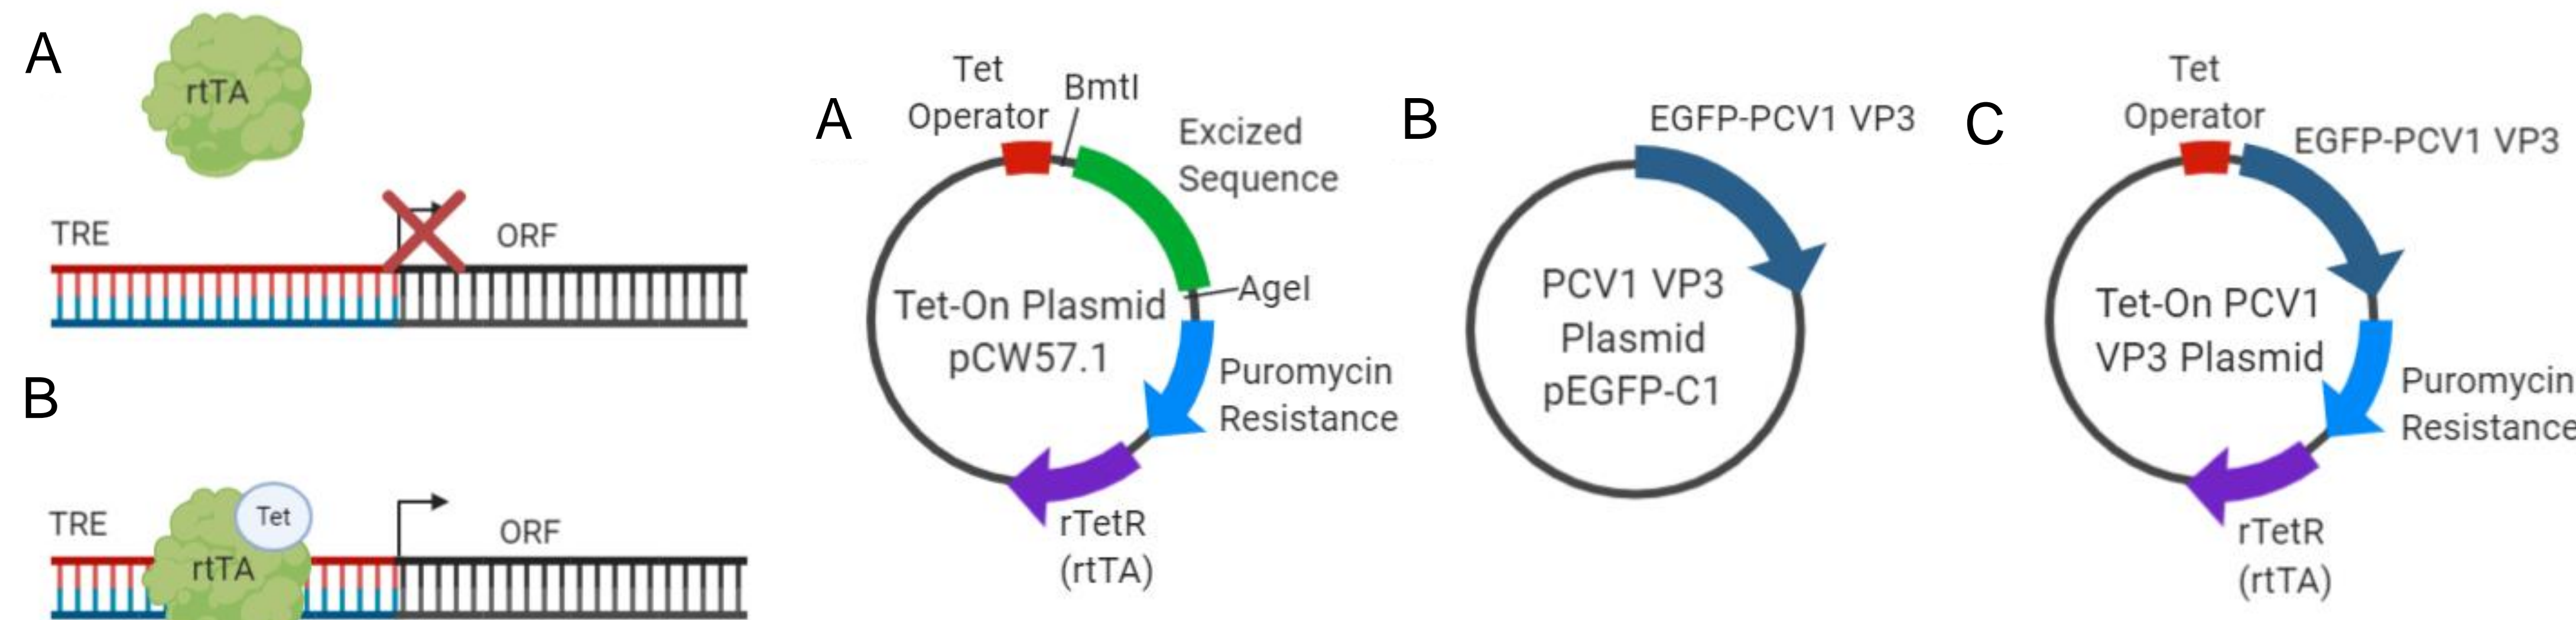 A
rtTA
TRE
ORF
B
Tet
TRE
ORF
rtTA
A
Tet
Operator
BmtI
Excized
Sequence
AgeI
Tet-On Plasmid
pCW57.1
Puromycin
Resistance
rTetR
(rtTA)
B
EGFP-PCV1 VP3
PCV1 VP3
Plasmid
pEGFP-C1
C
Tet
Operator
EGFP-PCV1 VP3
Tet-On PCV1
VP3 Plasmid
Puromycin
Resistance
rTetR
(rtTA)